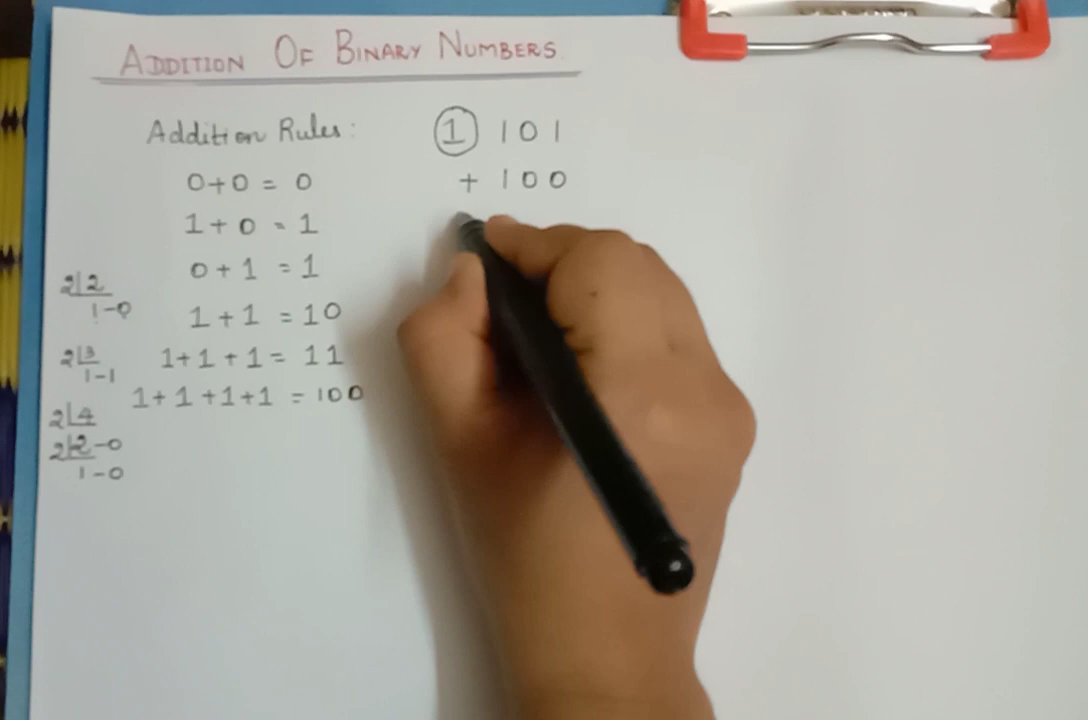 ADDITION OF BINARY NUMBERS
Addition Rules:
0+0 = 0
1+0 = 1
0+1 = 1
1+1 = 10
1+1+1 = 11
1+1+1+1 = 100
2|2
1-0
2|3
1-1
2|4
2|2-0
1-0
① 101
+ 100